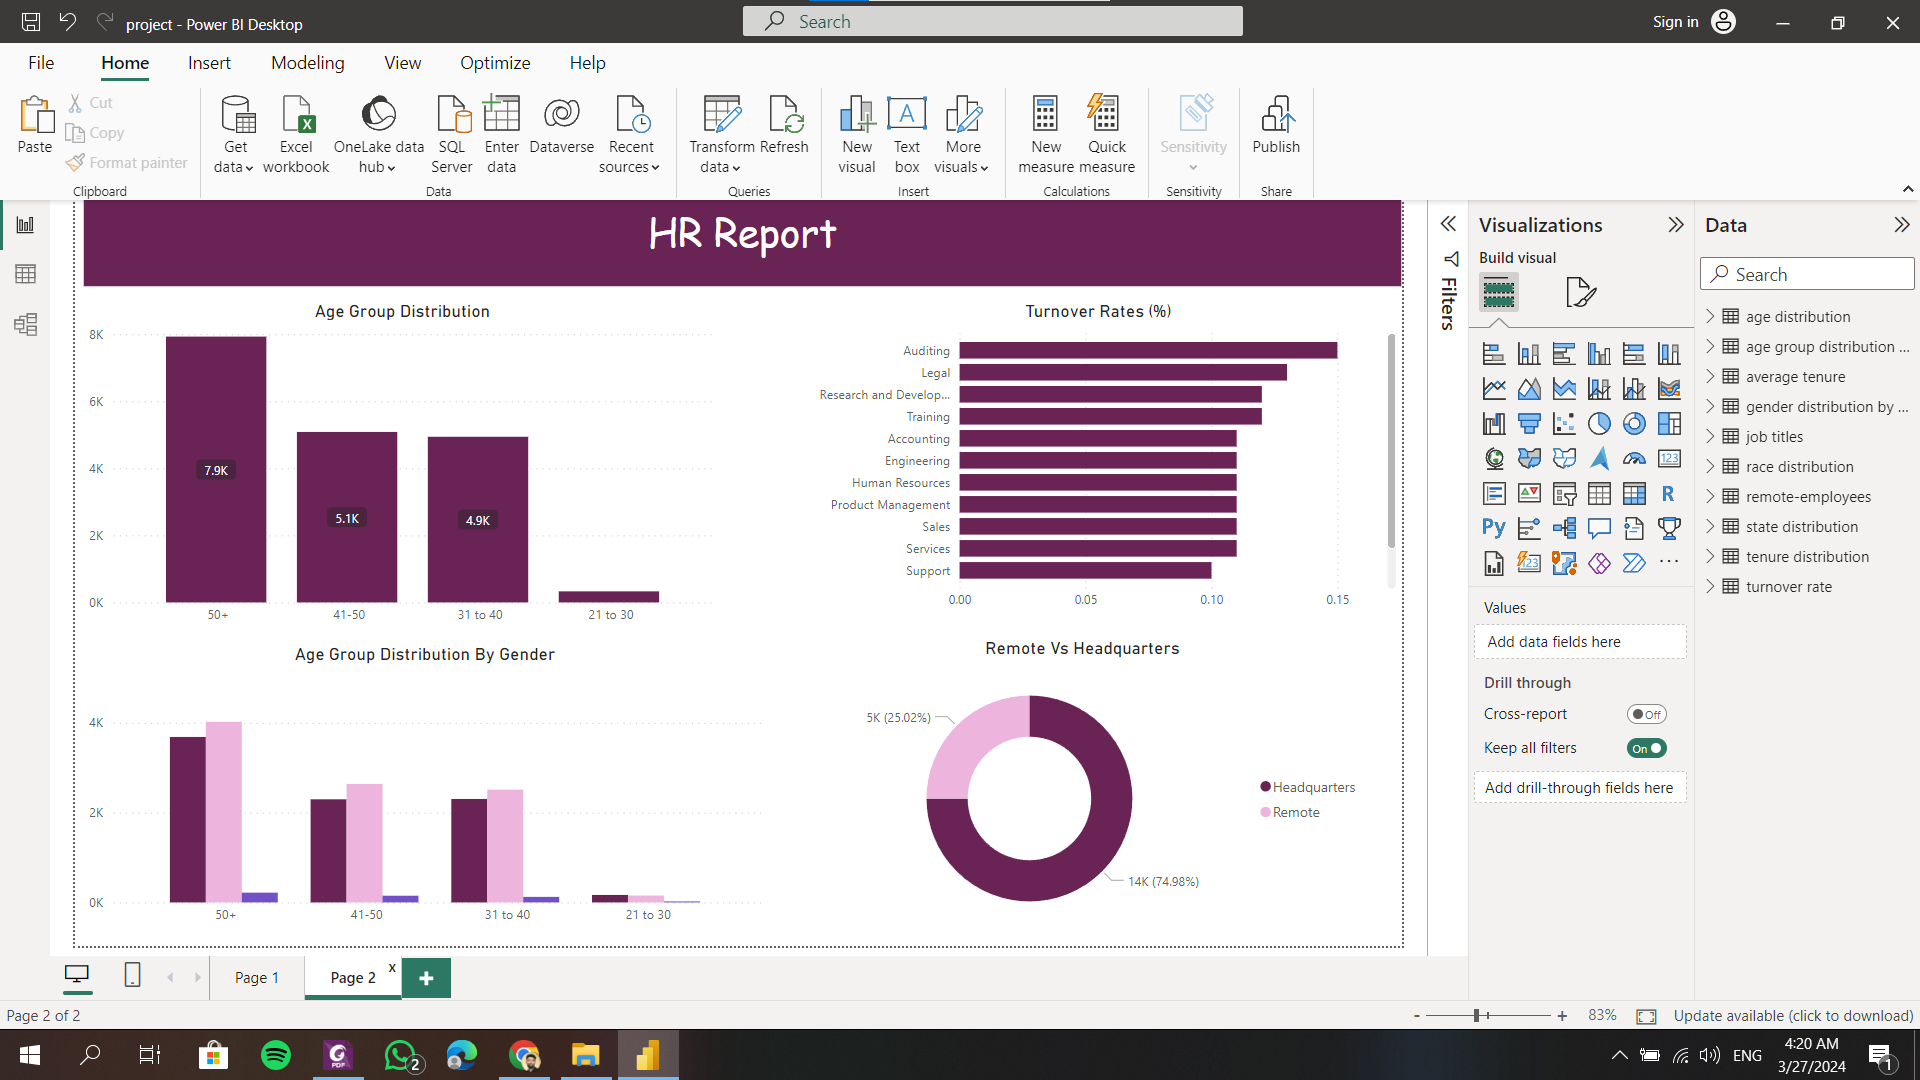 project - Power BI Desktop
Search
Sign in
File
Home
Insert
Modeling
View
Optimize
Help
Paste
Cut
Copy
Format painter
Clipboard
Get data
Excel workbook
OneLake data hub
SQL Server
Enter data
Dataverse
Recent sources
Data
Transform data
Refresh
Queries
New visual
Text box
More visuals
Insert
New measure
Quick measure
Calculations
Sensitivity
Sensitivity
Publish
Share
HR Report
Age Group Distribution
8K
6K
4K
2K
0K
7.9K
5.1K
4.9K
50+
41-50
31 to 40
21 to 30
Turnover Rates (%)
Auditing
Legal
Research and Develop...
Training
Accounting
Engineering
Human Resources
Product Management
Sales
Services
Support
0.00
0.05
0.10
0.15
Age Group Distribution By Gender
4K
2K
0K
50+
41-50
31 to 40
21 to 30
Remote Vs Headquarters
5K (25.02%)
14K (74.98%)
Headquarters
Remote
Filters
Visualizations
Build visual
123
R
Py
123
Values
Add data fields here
Drill through
Cross-report
Off
Keep all filters
On
Add drill-through fields here
Data
Search
age distribution
age group distribution ...
average tenure
gender distribution by ...
job titles
race distribution
remote-employees
state distribution
tenure distribution
turnover rate
Page 1
Page 2
x
+
Page 2 of 2
- + 83%
Update available (click to download)
PDF
2
ENG
4:20 AM
3/27/2024
1